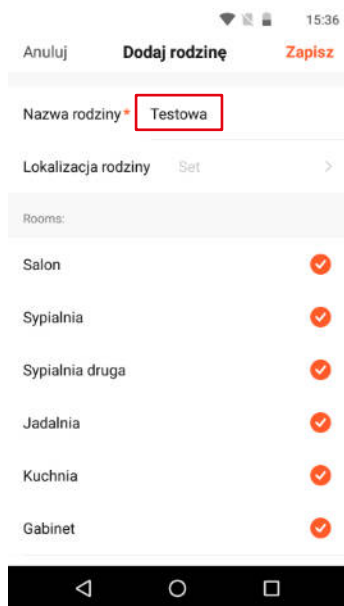 15:36
Anuluj Dodaj rodzinę Zapisz
Nazwa rodziny* Testowa
Lokalizacja rodziny Set
Rooms:
Salon
Sypialnia
Sypialnia druga
Jadalnia
Kuchnia
Gabinet